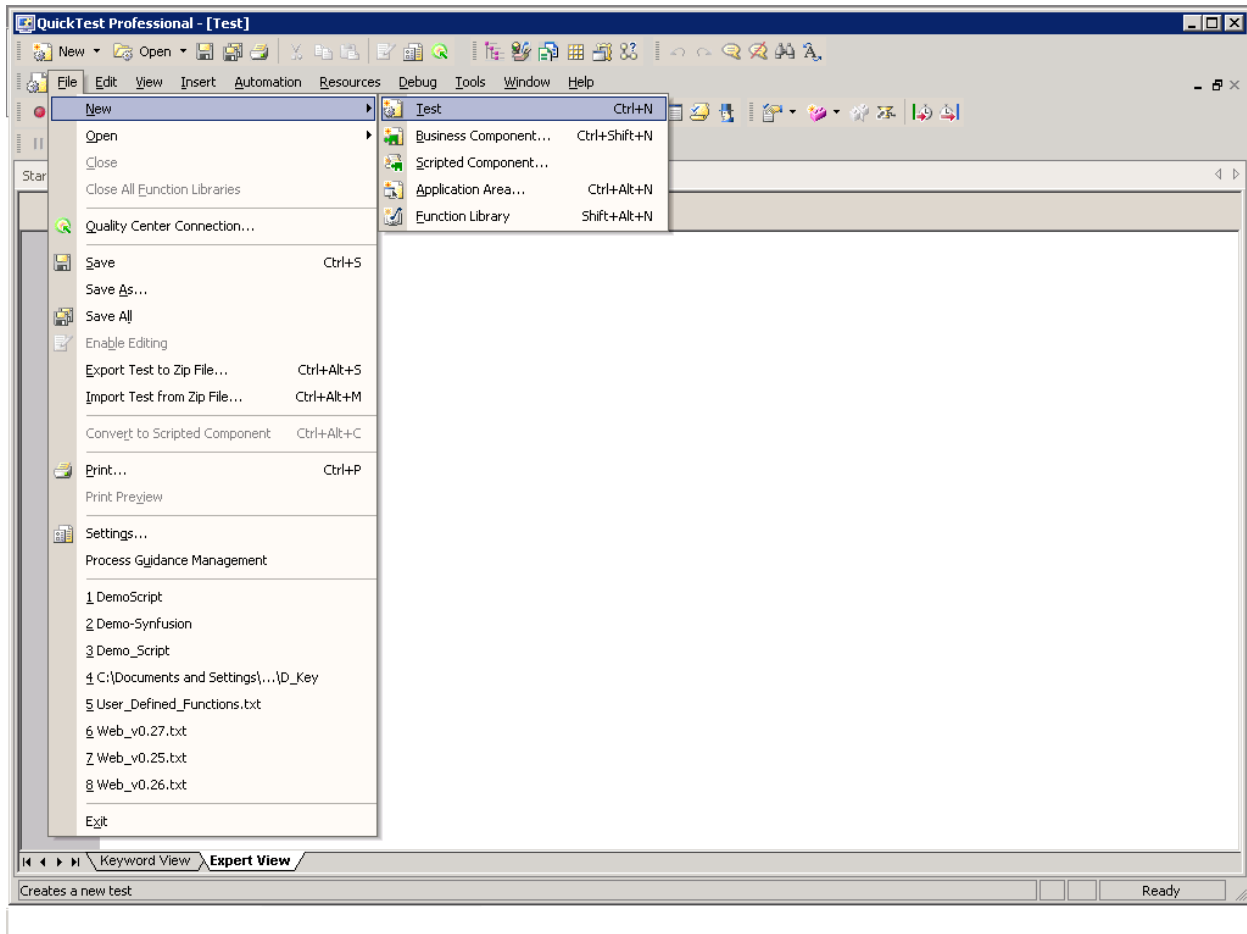 QuickTest Professional - [Test]
New Open
File Edit View Insert Automation Resources Debug Tools Window Help
New
Test Ctrl+N
Open
Business Component... Ctrl+Shift+N
Close
Scripted Component...
Star
Close All Function Libraries
Application Area... Ctrl+Alt+N
Function Library Shift+Alt+N
Quality Center Connection...
Save Ctrl+S
Save As...
Save All
Enable Editing
Export Test to Zip File... Ctrl+Alt+S
Import Test from Zip File... Ctrl+Alt+M
Convert to Scripted Component Ctrl+Alt+C
Print... Ctrl+P
Print Preview
Settings...
Process Guidance Management
1 DemoScript
2 Demo-Synfusion
3 Demo_Script
4 C:\Documents and Settings\...\D_Key
5 User_Defined_Functions.txt
6 Web_v0.27.txt
7 Web_v0.25.txt
8 Web_v0.26.txt
Exit
Keyword View Expert View
Creates a new test Ready